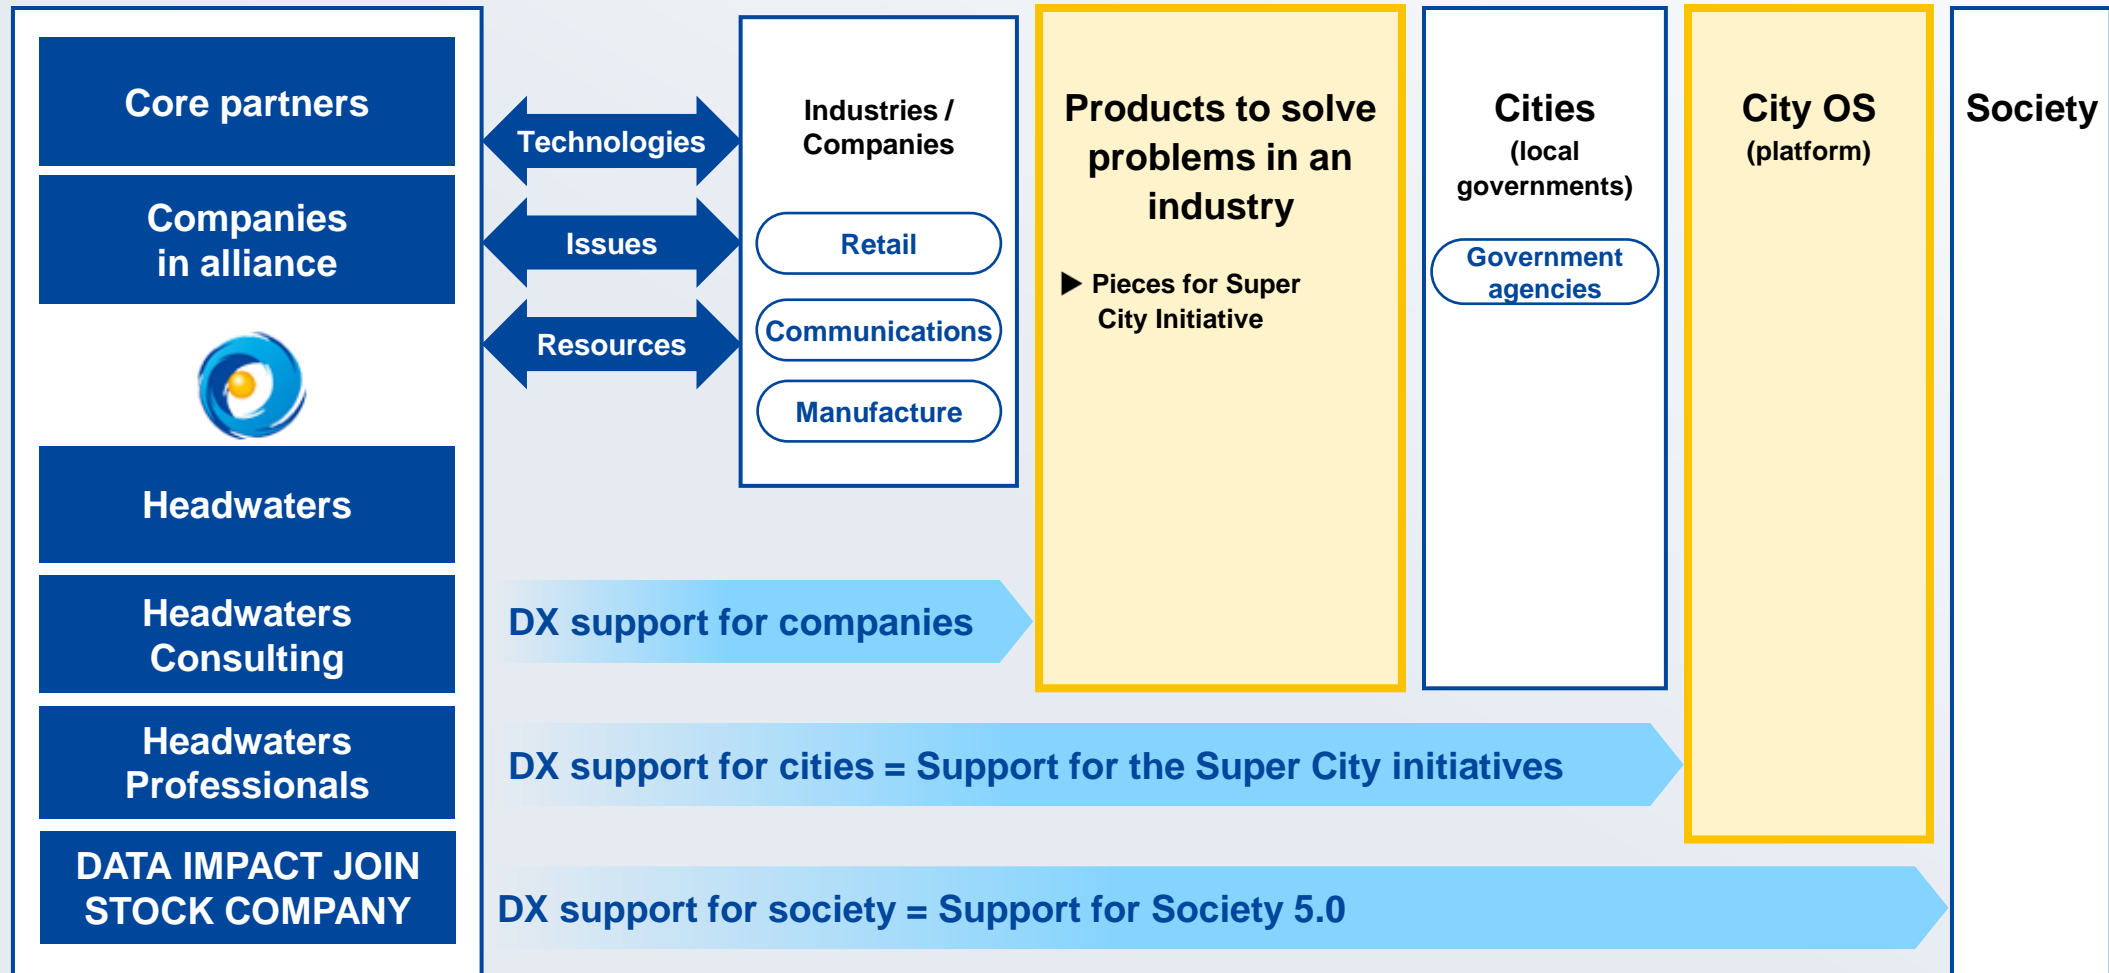 Core partners
Companies
in alliance
Headwaters
Headwaters
Consulting
Headwaters
Professionals
DATA IMPACT JOIN
STOCK COMPANY
Technologies
Issues
Resources
Industries /
Companies
Retail
Communications
Manufacture
Products to solve
problems in an
industry
▶ Pieces for Super
City Initiative
Cities
(local
governments)
Government
agencies
City OS
(platform)
Society
DX support for companies
DX support for cities = Support for the Super City initiatives
DX support for society = Support for Society 5.0